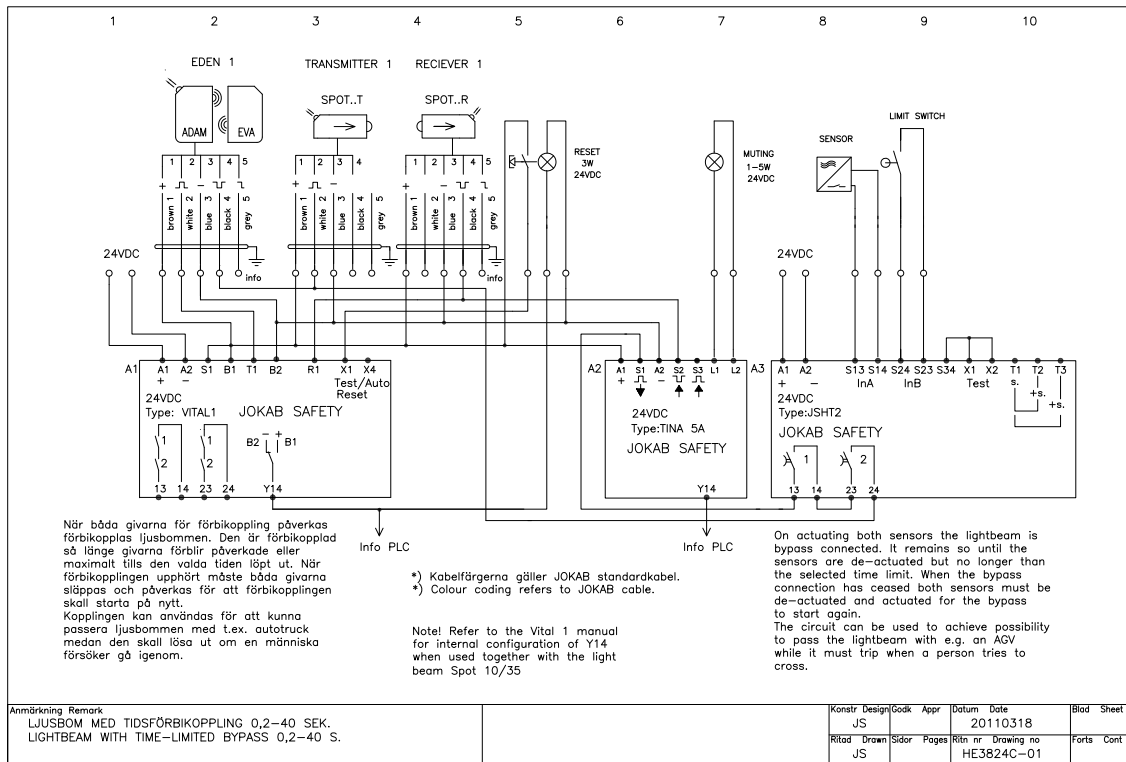 1 2 3 4 5 6 7 8 9 10
EDEN 1
TRANSMITTER 1
RECIEVER 1
SPOT..T
SPOT..R
ADAM
EVA
RESET
3W
24VDC
MUTING
1-5W
24VDC
SENSOR
LIMIT SWITCH
1 2 3 4 5
1 2 3 4
1 2 3 4 5
+ −
+ −
+ −
brown 1
white 2
blue 3
black 4
grey 5
brown 1
white 2
blue 3
black 4
grey 5
brown 1
white 2
blue 3
black 4
grey 5
24VDC
info
info
24VDC
A1
A1 A2 S1 B1 T1 B2 R1 X1 X4
+ −
Test/Auto
Reset
24VDC
Type: VITAL1
JOKAB SAFETY
1
2
1
2
B2 − + B1
13 14 23 24 Y14
A2
A1 S1 A2 S2 S3 L1 L2
+ −
24VDC
Type:TINA 5A
JOKAB SAFETY
Y14
A3
A1 A2 S13 S14 S24 S23 S34 X1 X2 T1 T2 T3
+ − InA InB Test s. +s. +s.
24VDC
Type:JSHT2
JOKAB SAFETY
1 2
13 14 23 24
Info PLC
Info PLC
När båda givarna för förbikoppling påverkas
förbikopplas ljusbommen. Den är förbikopplad
så länge givarna förblir påverkade eller
maximalt tills den valda tiden löpt ut. När
förbikopplingen upphört måste båda givarna
släppas och påverkas för att förbikopplingen
skall starta på nytt.
Kopplingen kan användas för att kunna
passera ljusbommen med t.ex. autotruck
medan den skall lösa ut om en människa
försöker gå igenom.
*) Kabelfärgerna gäller JOKAB standardkabel.
*) Colour coding refers to JOKAB cable.
Note! Refer to the Vital 1 manual
for internal configuration of Y14
when used together with the light
beam Spot 10/35
On actuating both sensors the lightbeam is
bypass connected. It remains so until the
sensors are de-actuated but no longer than
the selected time limit. When the bypass
connection has ceased both sensors must be
de-actuated and actuated for the bypass
to start again.
The circuit can be used to achieve possibility
to pass the lightbeam with e.g. an AGV
while it must trip when a person tries to
cross.
Anmärkning Remark
LJUSBOM MED TIDSFÖRBIKOPPLING 0,2-40 SEK.
LIGHTBEAM WITH TIME-LIMITED BYPASS 0,2-40 S.
Konstr Design Godk Appr Datum Date Blad Sheet
JS 20110318
Ritad Drawn Sidor Pages Ritn nr Drawing no Forts Cont
JS HE3824C-01